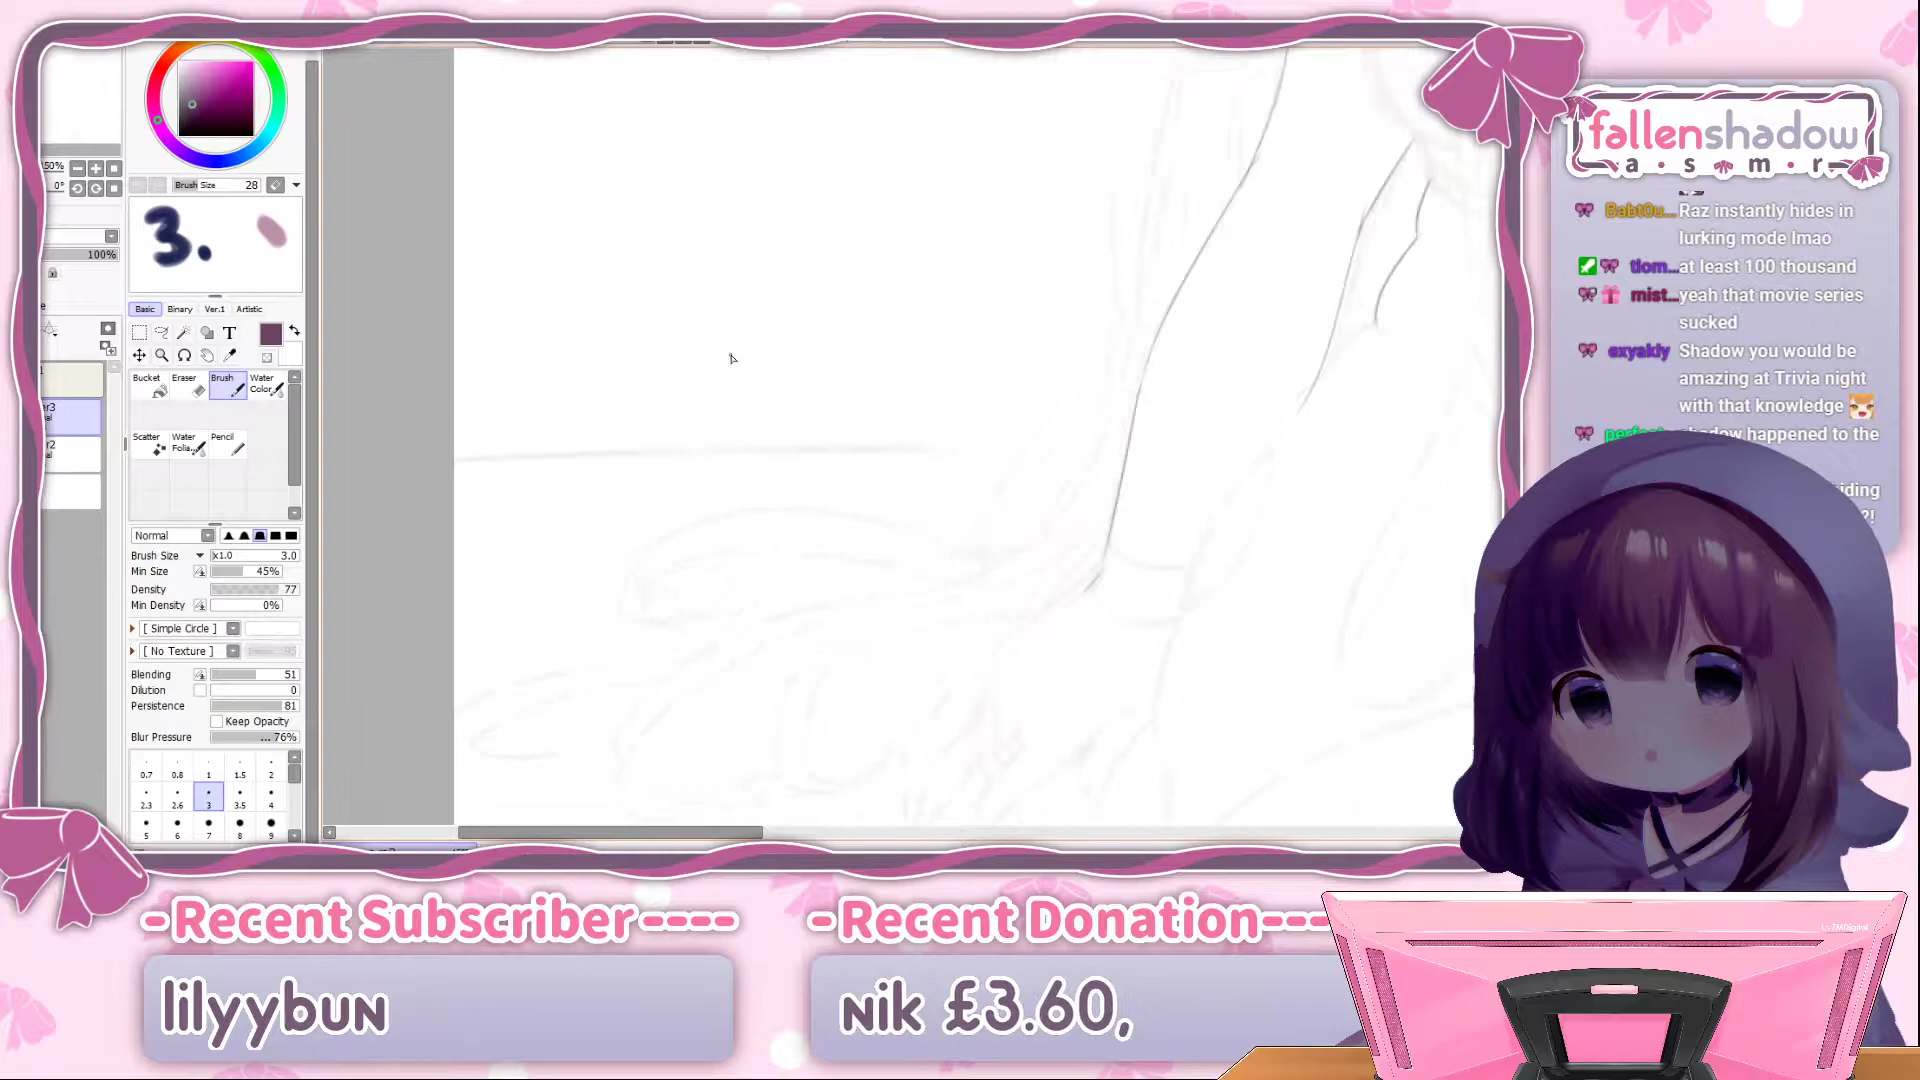 50%
0°
100%
Brush Size 28
3.
Basic Binary Ver.1 Artistic
T
Bucket Eraser Brush Water Color
Scatter Water Folia... Pencil
Normal
Brush Size x1.0 3.0
Min Size 45%
Density 77
Min Density 0%
[ Simple Circle ]
[ No Texture ]
Blending 51
Dilution 0
Persistence 81
Keep Opacity
Blur Pressure ... 76%
0.7 0.8 1 1.5 2
2.3 2.6 3 3.5 4
5 6 7 8 9
fallenshadow
a·s·m·r
Babt0u... Raz instantly hides in
lurking mode lmao
tlom... at least 100 thousand
mist... yeah that movie series
sucked
exyakly Shadow you would be
amazing at Trivia night
with that knowledge
happened to the
-Recent Subscriber----
lilyybun
-Recent Donation---
nik £3.60,